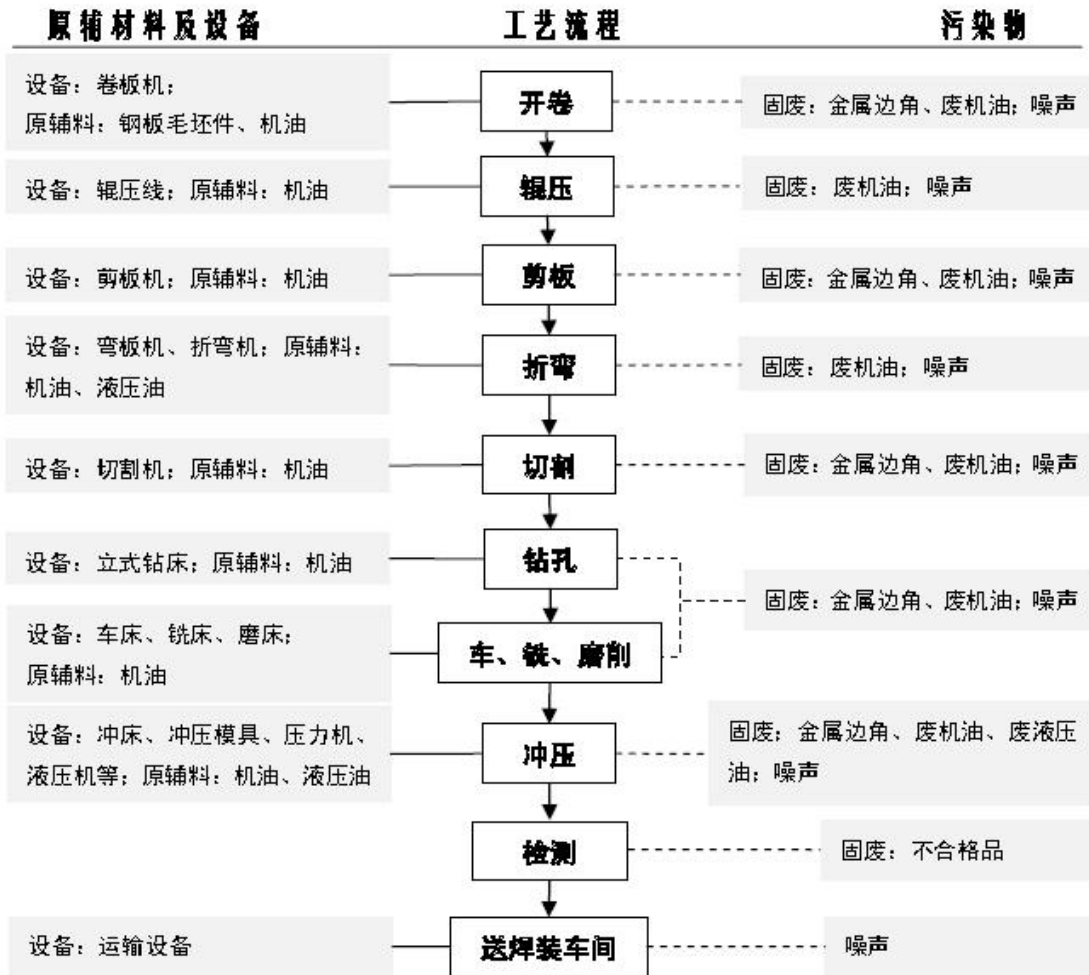 原辅材料及设备 工艺流程 污染物
设备：卷板机；
原辅料：钢板毛坯件、机油
开卷
固废：金属边角、废机油；噪声
设备：辊压线；原辅料：机油
辊压
固废：废机油；噪声
设备：剪板机；原辅料：机油
剪板
固废：金属边角、废机油；噪声
设备：弯板机、折弯机；原辅料：
机油、液压油
折弯
固废：废机油；噪声
设备：切割机；原辅料：机油
切割
固废：金属边角、废机油；噪声
设备：立式钻床；原辅料：机油
钻孔
固废：金属边角、废机油；噪声
设备：车床、铣床、磨床；
原辅料：机油
车、铣、磨削
设备：冲床、冲压模具、压力机、
液压机等；原辅料：机油、液压油
冲压
固废：金属边角、废机油、废液压
油；噪声
检测
固废：不合格品
设备：运输设备
送焊装车间
噪声